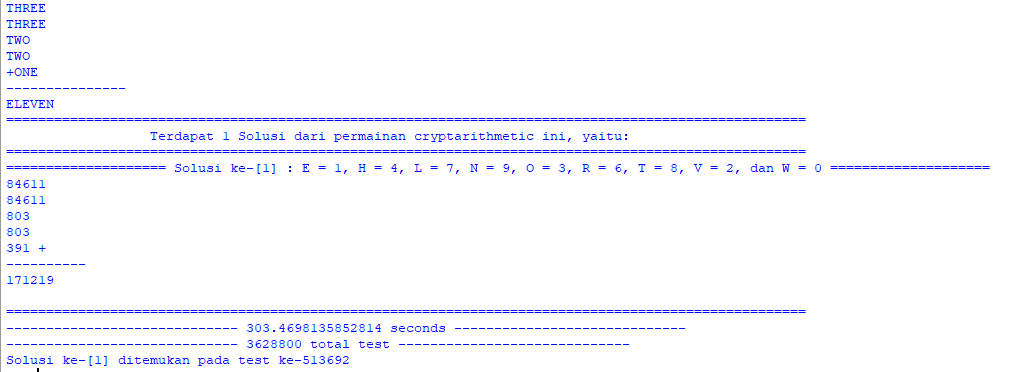 THREE
THREE
TWO
TWO
+ONE
---------------
ELEVEN
====================================================================================================
Terdapat 1 Solusi dari permainan cryptarithmetic ini, yaitu:
====================================================================================================
==================== Solusi ke-[1] : E = 1, H = 4, L = 7, N = 9, O = 3, R = 6, T = 8, V = 2, dan W = 0 ====================
84611
84611
803
803
391 +
----------
171219
====================================================================================================
----------------------------- 303.4698135852814 seconds -----------------------------
----------------------------- 3628800 total test -----------------------------
Solusi ke-[1] ditemukan pada test ke-513692